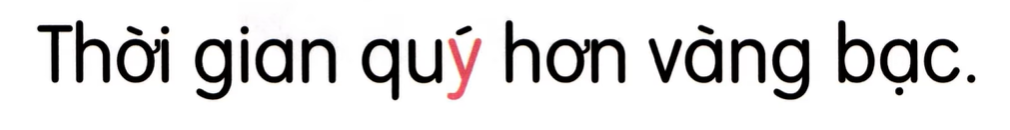 Thời gian quý hơn vàng bạc.